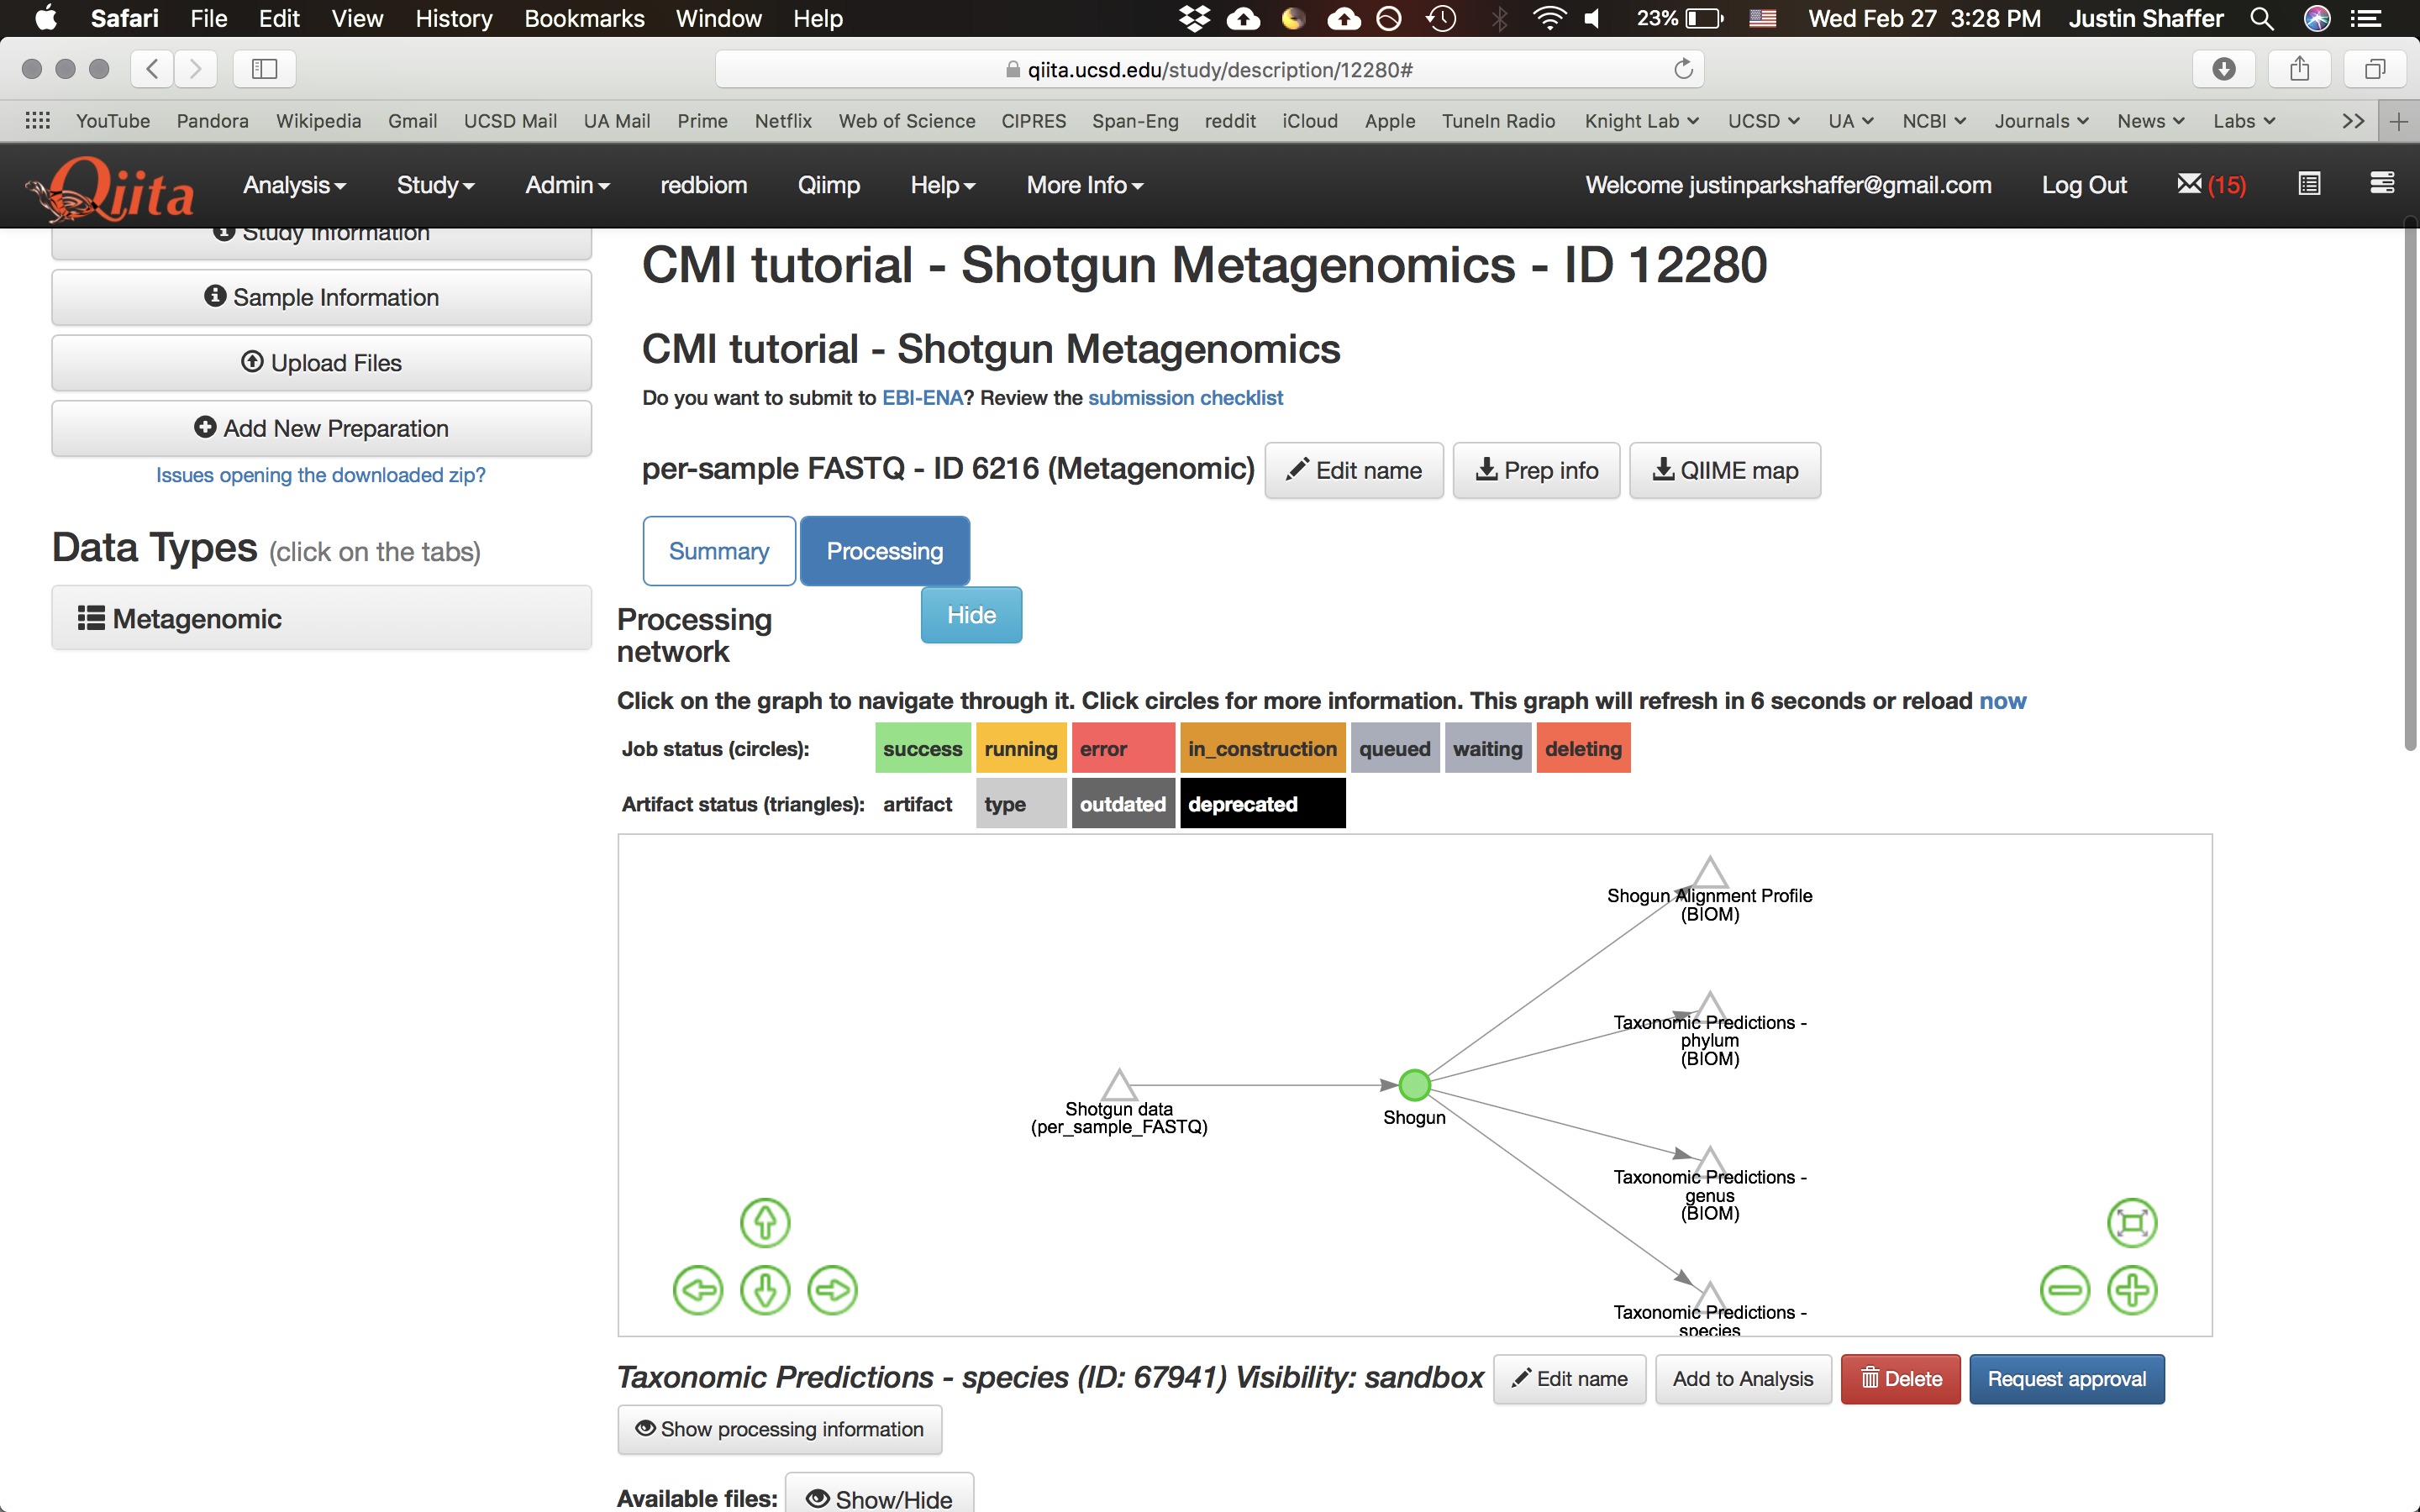 Safari File Edit View History Bookmarks Window Help 23% Wed Feb 27 3:28 PM Justin Shaffer
qiita.ucsd.edu/study/description/12280#
YouTube Pandora Wikipedia Gmail UCSD Mail UA Mail Prime Netflix Web of Science CIPRES Span-Eng reddit iCloud Apple TuneIn Radio Knight Lab UCSD UA NCBI Journals News Labs >>
Qiita Analysis Study Admin redbiom Qiimp Help More Info Welcome justinparkshaffer@gmail.com Log Out (15)
Study Information
Sample Information
Upload Files
Add New Preparation
Issues opening the downloaded zip?
Data Types (click on the tabs)
Metagenomic
CMI tutorial - Shotgun Metagenomics - ID 12280
CMI tutorial - Shotgun Metagenomics
Do you want to submit to EBI-ENA? Review the submission checklist
per-sample FASTQ - ID 6216 (Metagenomic) Edit name Prep info QIIME map
Summary Processing
Processing
network
Hide
Click on the graph to navigate through it. Click circles for more information. This graph will refresh in 6 seconds or reload now
Job status (circles): success running error in_construction queued waiting deleting
Artifact status (triangles): artifact type outdated deprecated
Shogun Alignment Profile
(BIOM)
Taxonomic Predictions -
phylum
(BIOM)
Shotgun data
(per_sample_FASTQ)
Shogun
Taxonomic Predictions -
genus
(BIOM)
Taxonomic Predictions -
species
Taxonomic Predictions - species (ID: 67941) Visibility: sandbox Edit name Add to Analysis Delete Request approval
Show processing information
Available files: Show/Hide